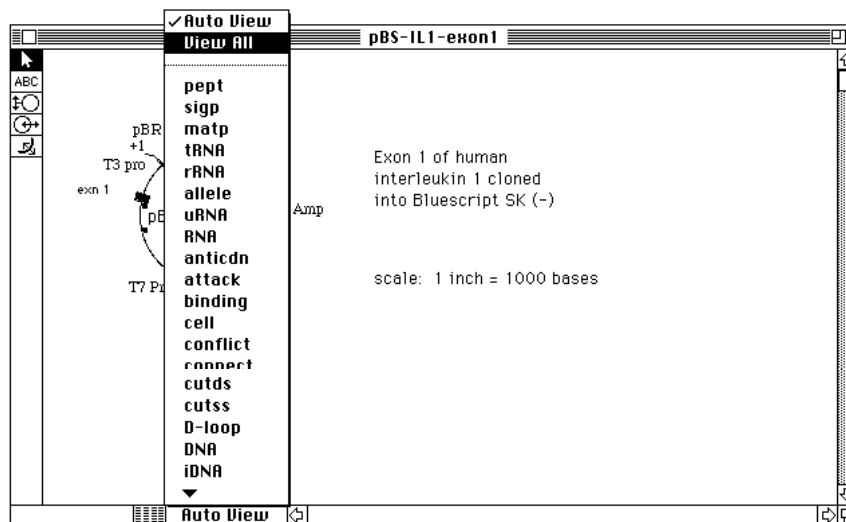 pBS-IL1-exon1
✓Auto View
View All
pept
sigp
matp
tRNA
rRNA
allele
uRNA
RNA
anticdn
attack
binding
cell
conflict
connect
cutds
cutss
D-loop
DNA
iDNA
Auto View
ABC
pBR
+1
T3 pro
exn 1
pB
T7 Pr
Amp
Exon 1 of human
interleukin 1 cloned
into Bluescript SK (-)
scale: 1 inch = 1000 bases